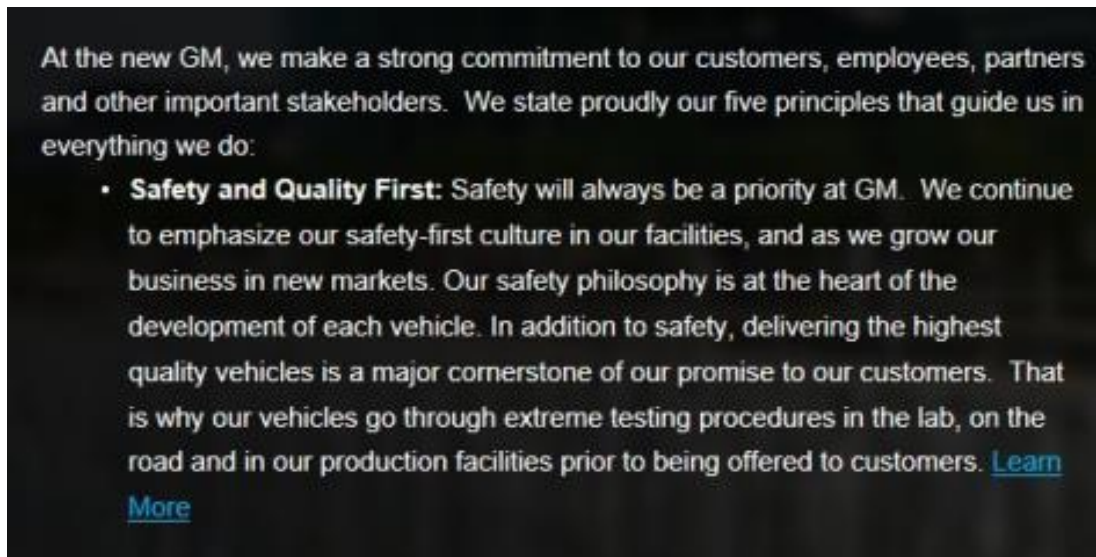 At the new GM, we make a strong commitment to our customers, employees, partners
and other important stakeholders.  We state proudly our five principles that guide us in
everything we do:
• Safety and Quality First: Safety will always be a priority at GM.  We continue
to emphasize our safety-first culture in our facilities, and as we grow our
business in new markets. Our safety philosophy is at the heart of the
development of each vehicle. In addition to safety, delivering the highest
quality vehicles is a major cornerstone of our promise to our customers.  That
is why our vehicles go through extreme testing procedures in the lab, on the
road and in our production facilities prior to being offered to customers. Learn
More